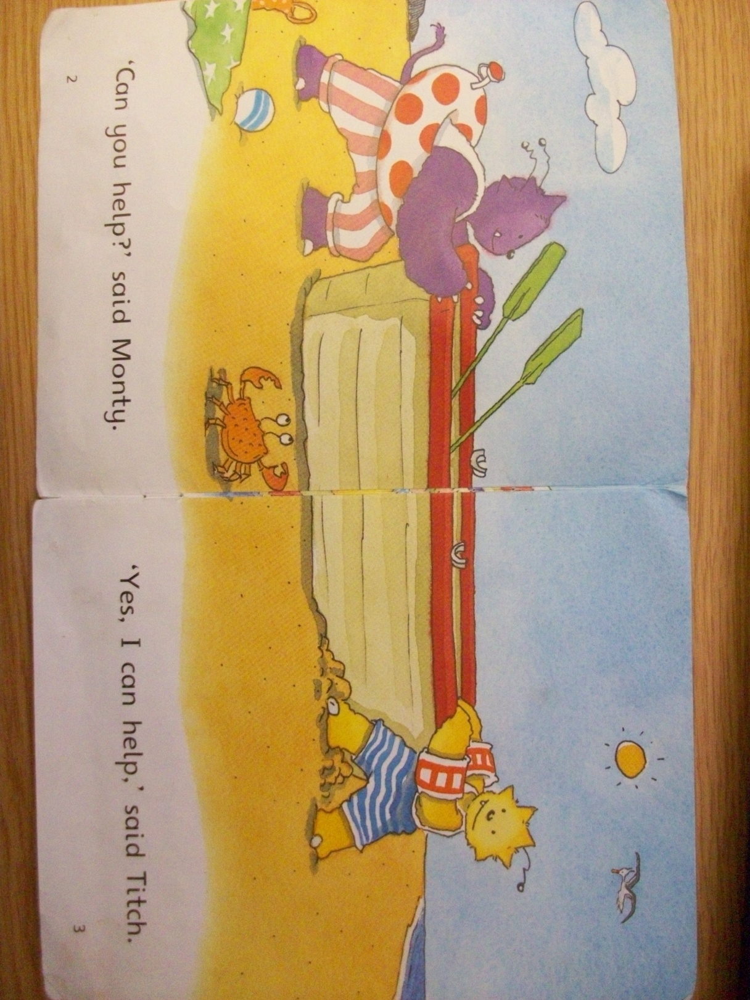 ‘Can you help?’ said Monty.
2
‘Yes, I can help,’ said Titch.
3